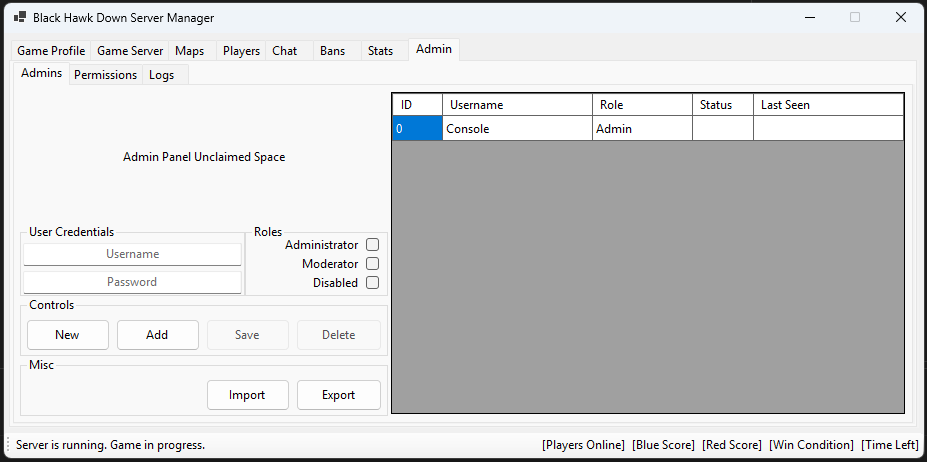 Black Hawk Down Server Manager
Game Profile Game Server Maps Players Chat Bans Stats Admin
Admins Permissions Logs
ID Username Role Status Last Seen
0 Console Admin
Admin Panel Unclaimed Space
User Credentials Roles
Username
Password
Administrator
Moderator
Disabled
Controls
New Add Save Delete
Misc
Import Export
Server is running. Game in progress. [Players Online] [Blue Score] [Red Score] [Win Condition] [Time Left]